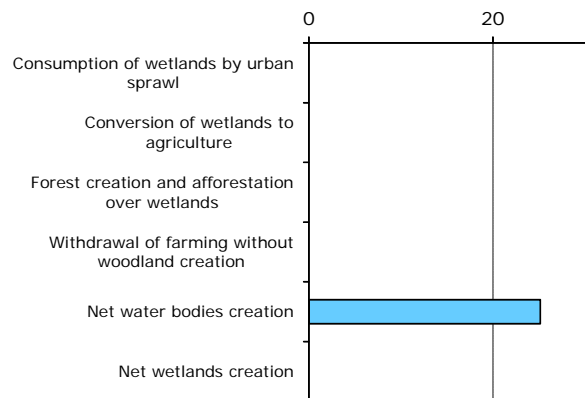 0 20
Consumption of wetlands by urban
sprawl
Conversion of wetlands to
agriculture
Forest creation and afforestation
over wetlands
Withdrawal of farming without
woodland creation
Net water bodies creation
Net wetlands creation